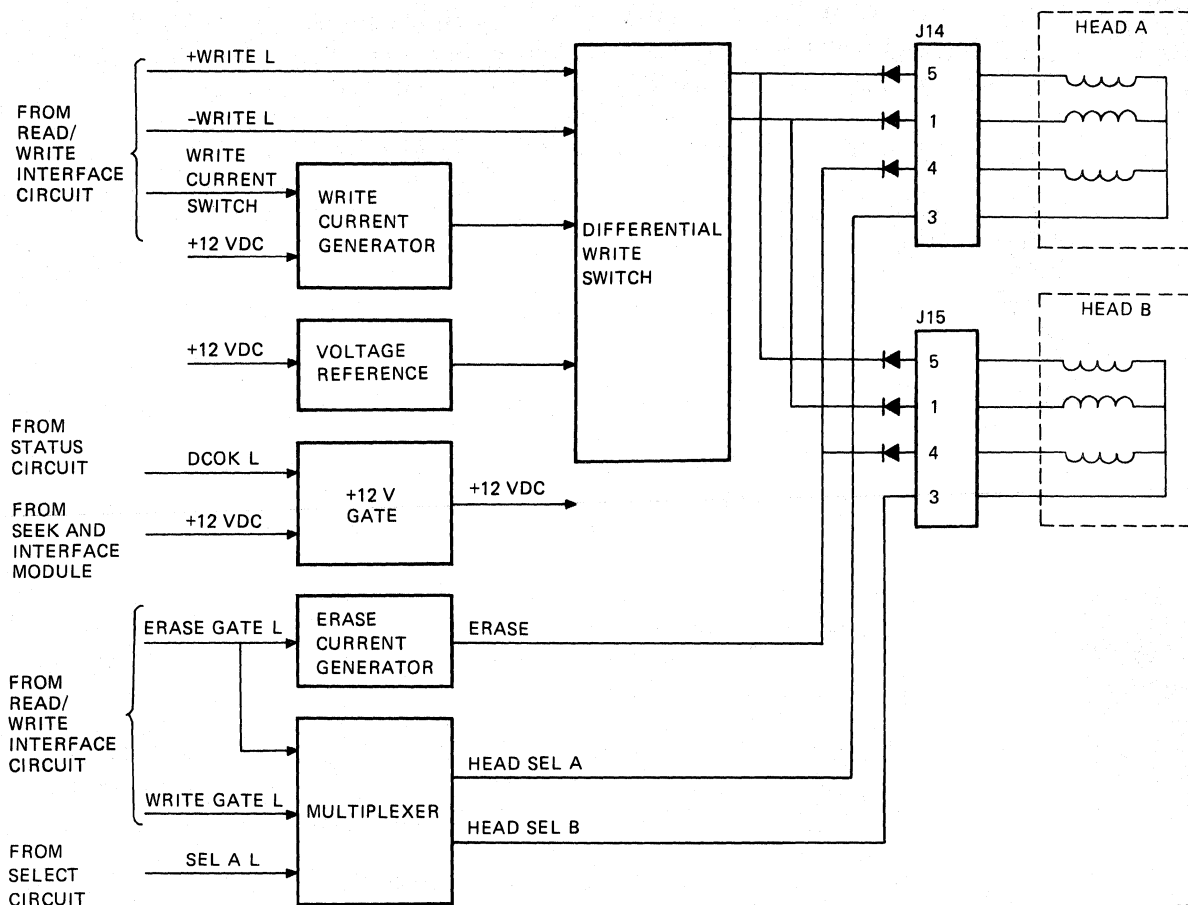 FROM
READ/
WRITE
INTERFACE
CIRCUIT
+WRITE L
–WRITE L
WRITE
CURRENT
SWITCH
+12 VDC
WRITE
CURRENT
GENERATOR
+12 VDC
VOLTAGE
REFERENCE
DIFFERENTIAL
WRITE
SWITCH
FROM
STATUS
CIRCUIT
DCOK L
FROM
SEEK AND
INTERFACE
MODULE
+12 VDC
+12 V
GATE
+12 VDC
FROM
READ/
WRITE
INTERFACE
CIRCUIT
ERASE GATE L
ERASE
CURRENT
GENERATOR
ERASE
WRITE GATE L
FROM
SELECT
CIRCUIT
SEL A L
MULTIPLEXER
HEAD SEL A
HEAD SEL B
J14
5
1
4
3
HEAD A
J15
5
1
4
3
HEAD B